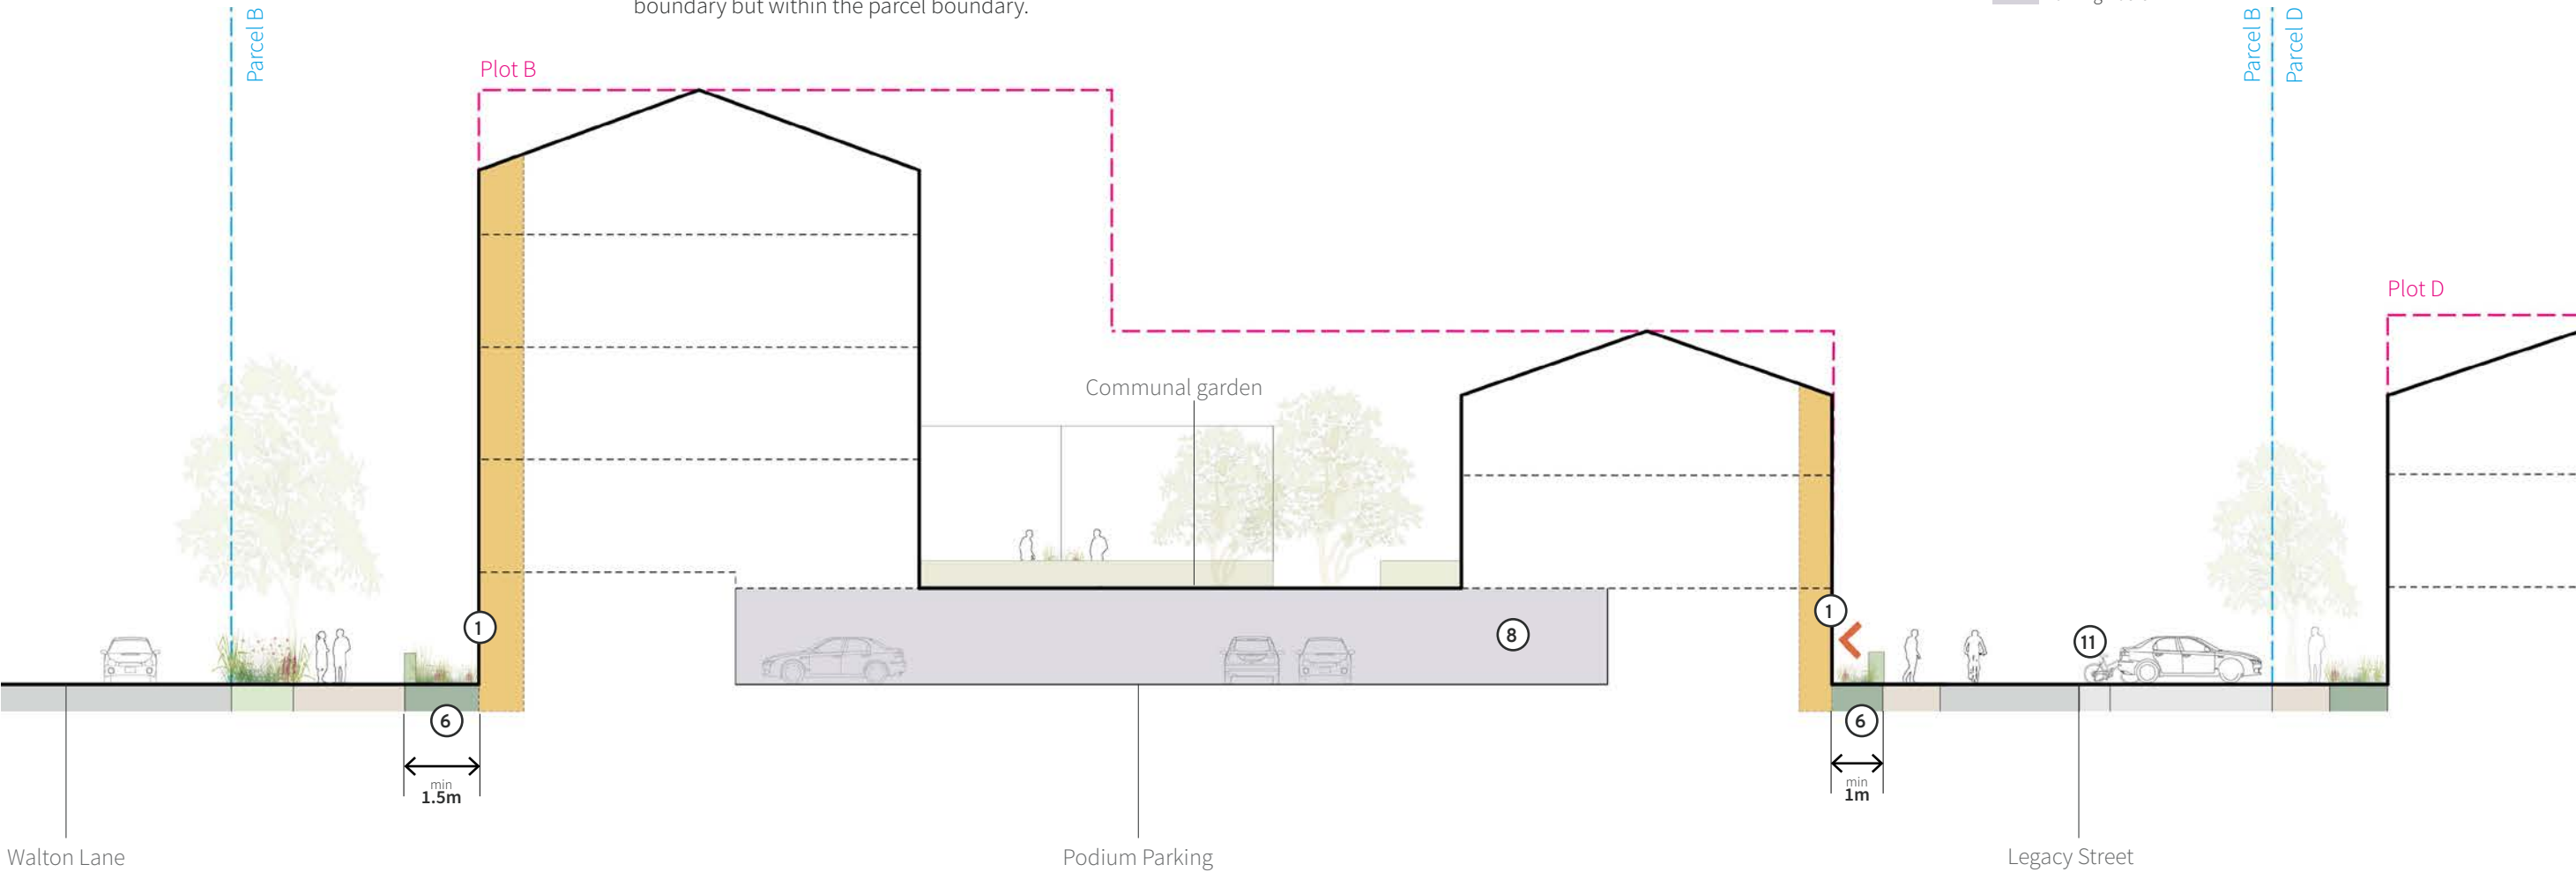 boundary but within the parcel boundary.
Parcel B
Parcel B
Parcel D
Plot B
Plot D
Communal garden
1
8
1
11
6
6
min
1.5m
min
1m
Walton Lane
Podium Parking
Legacy Street